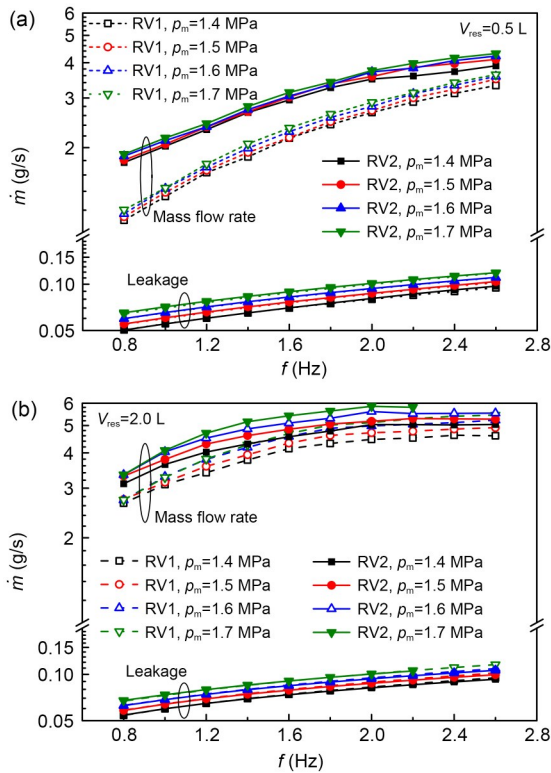 (a)
6
5
4
3
2
0.15
0.10
0.05
ṁ (g/s)
RV1, pm=1.4 MPa
RV1, pm=1.5 MPa
RV1, pm=1.6 MPa
RV1, pm=1.7 MPa
Vres=0.5 L
RV2, pm=1.4 MPa
RV2, pm=1.5 MPa
RV2, pm=1.6 MPa
RV2, pm=1.7 MPa
Mass flow rate
Leakage
0.8 1.2 1.6 2.0 2.4 2.8
f (Hz)
(b)
6
5
4
3
2
0.15
0.10
0.05
ṁ (g/s)
Vres=2.0 L
Mass flow rate
RV1, pm=1.4 MPa RV2, pm=1.4 MPa
RV1, pm=1.5 MPa RV2, pm=1.5 MPa
RV1, pm=1.6 MPa RV2, pm=1.6 MPa
RV1, pm=1.7 MPa RV2, pm=1.7 MPa
Leakage
0.8 1.2 1.6 2.0 2.4 2.8
f (Hz)